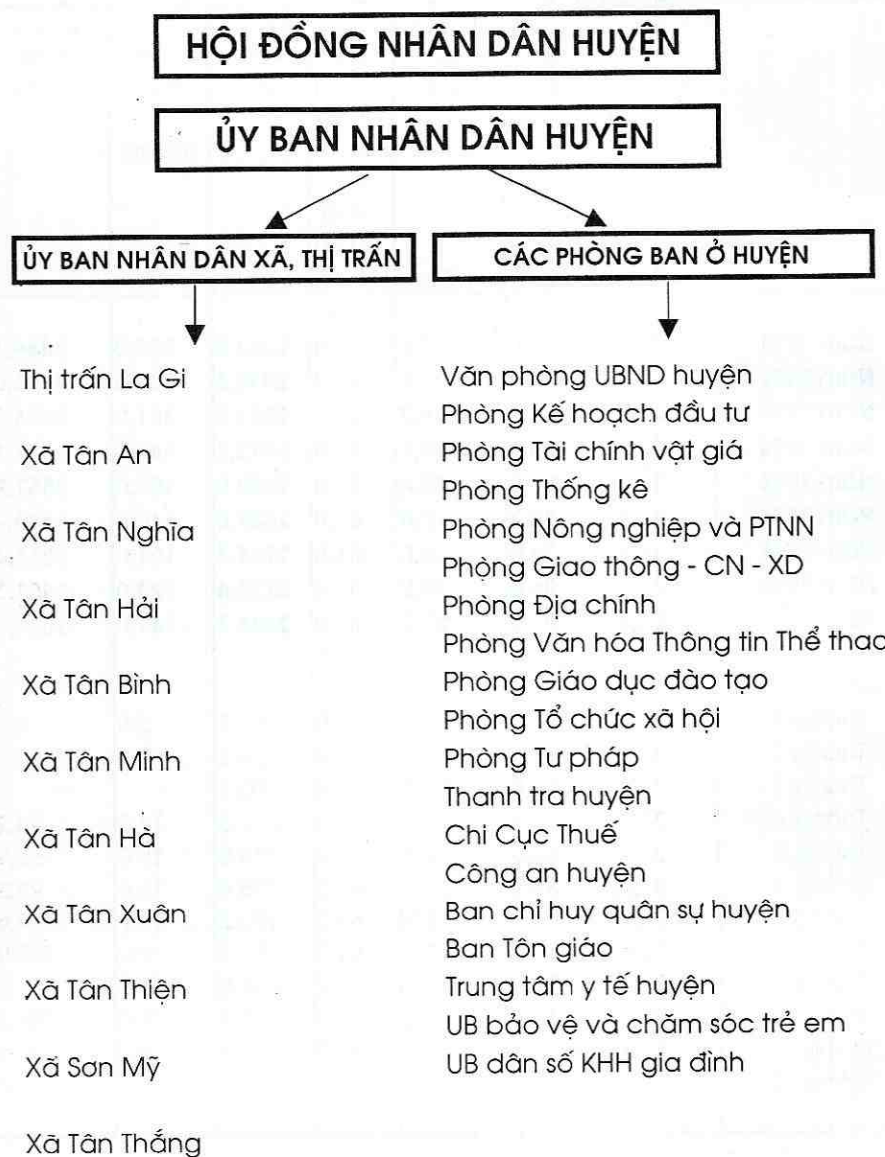 HỘI ĐỒNG NHÂN DÂN HUYỆN
ỦY BAN NHÂN DÂN HUYỆN
ỦY BAN NHÂN DÂN XÃ, THỊ TRẤN
Thị trấn La Gi
Xã Tân An
Xã Tân Nghĩa
Xã Tân Hải
Xã Tân Bình
Xã Tân Minh
Xã Tân Hà
Xã Tân Xuân
Xã Tân Thiện
Xã Sơn Mỹ
Xã Tân Thắng
CÁC PHÒNG BAN Ở HUYỆN
Văn phòng UBND huyện
Phòng Kế hoạch đầu tư
Phòng Tài chính vật giá
Phòng Thống kê
Phòng Nông nghiệp và PTNN
Phòng Giao thông - CN - XD
Phòng Địa chính
Phòng Văn hóa Thông tin Thể thao
Phòng Giáo dục đào tạo
Phòng Tổ chức xã hội
Phòng Tư pháp
Thanh tra huyện
Chi Cục Thuế
Công an huyện
Ban chỉ huy quân sự huyện
Ban Tôn giáo
Trung tâm y tế huyện
UB bảo vệ và chăm sóc trẻ em
UB dân số KHH gia đình